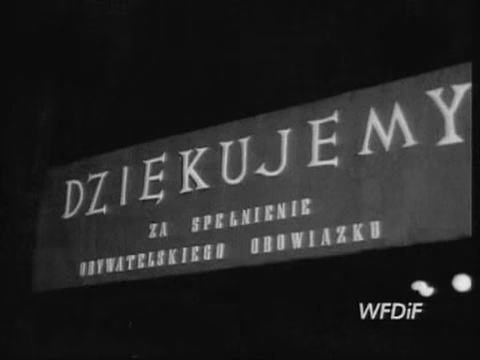 DZIĘKUJEMY
ZA SPEŁNIENIE
OBYWATELSKIEGO OBOWIĄZKU
WFDiF